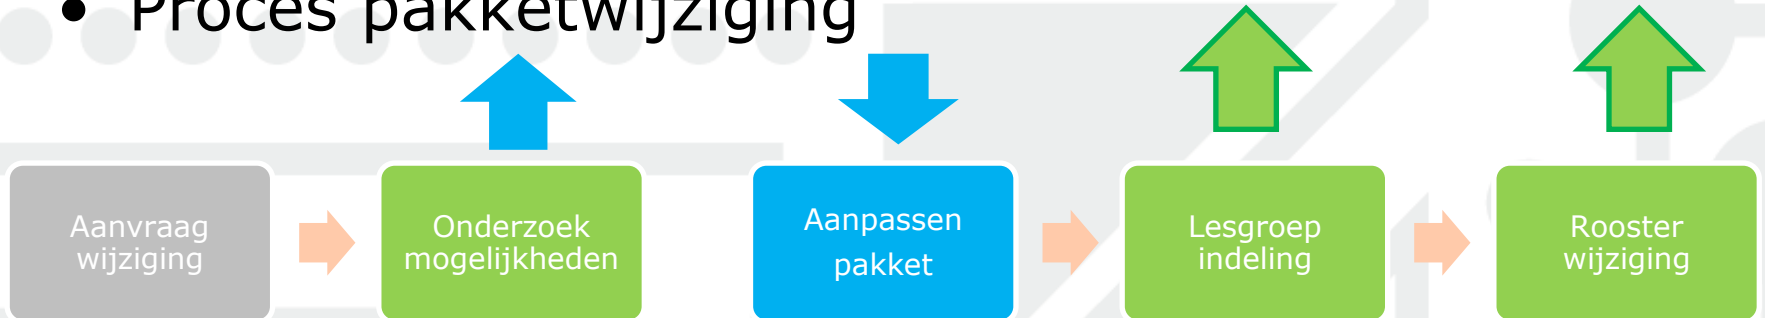 • Proces pakketwijziging
Aanvraag
wijziging
Onderzoek
mogelijkheden
Aanpassen
pakket
Lesgroep
indeling
Rooster
wijziging